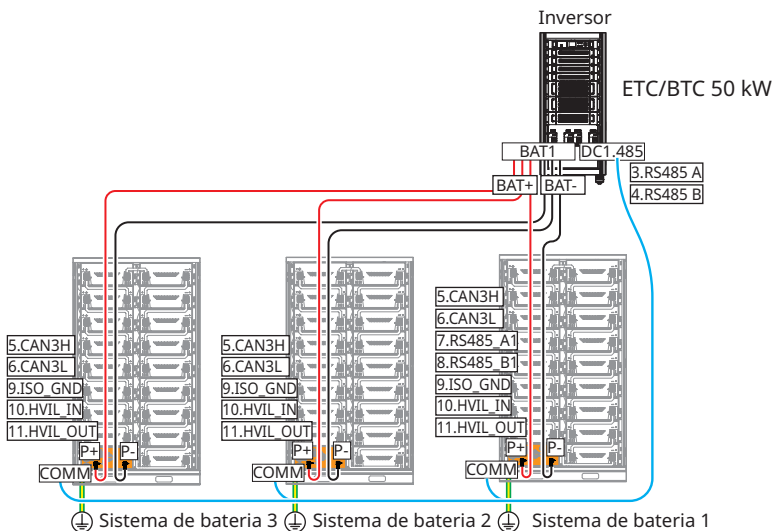 Inversor
ETC/BTC 50 kW
BAT1
DC1.485
3.RS485 A
4.RS485 B
BAT+
BAT-
5.CAN3H
6.CAN3L
9.ISO_GND
10.HVIL_IN
11.HVIL_OUT
P+
P-
COMM
5.CAN3H
6.CAN3L
9.ISO_GND
10.HVIL_IN
11.HVIL_OUT
P+
P-
COMM
5.CAN3H
6.CAN3L
7.RS485_A1
8.RS485_B1
9.ISO_GND
10.HVIL_IN
11.HVIL_OUT
P+
P-
COMM
Sistema de bateria 3
Sistema de bateria 2
Sistema de bateria 1